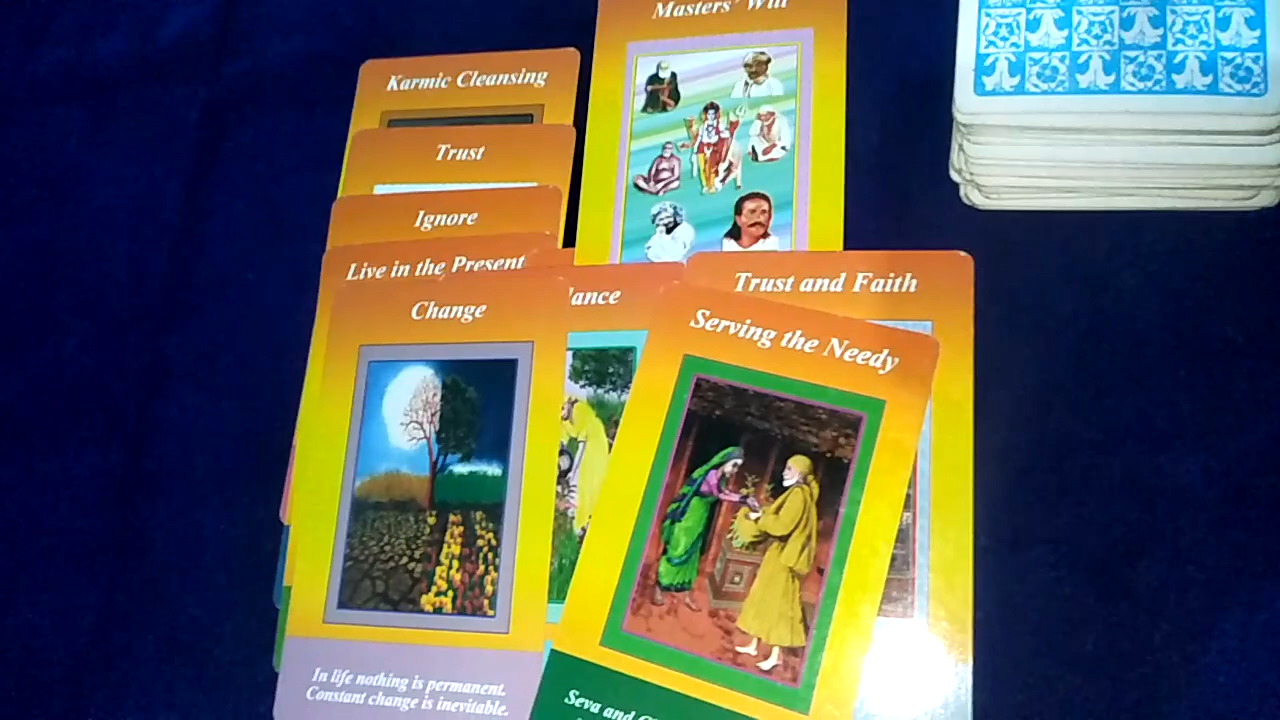 Masters' Will
Karmic Cleansing
Trust
Ignore
Live in the Present
Change
lance
Trust and Faith
Serving the Needy
In life nothing is permanent.
Constant change is inevitable.
Seva and